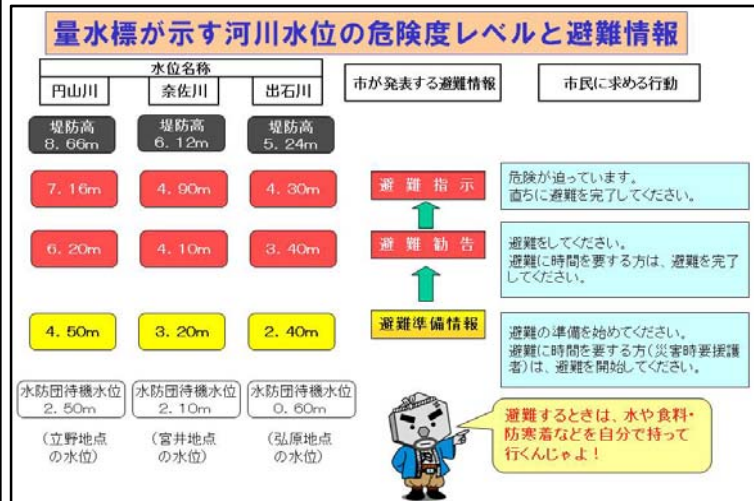 量水標が示す河川水位の危険度レベルと避難情報
水位名称
円山川
奈佐川
出石川
市が発表する避難情報
市民に求める行動
堤防高
8.66m
堤防高
6.12m
堤防高
5.24m
7.16m
4.90m
4.30m
避難指示
危険が迫っています。
直ちに避難を完了してください。
6.20m
4.10m
3.40m
避難勧告
避難をしてください。
避難に時間を要する方は、避難を完了
してください。
4.50m
3.20m
2.40m
避難準備情報
避難の準備を始めてください。
避難に時間を要する方(災害時要援護
者)は、避難を開始してください。
水防団待機水位
2.50m
水防団待機水位
2.10m
水防団待機水位
0.60m
(立野地点
の水位)
(宮井地点
の水位)
(弘原地点
の水位)
避難するときは、水や食料・
防寒着などを自分で持って
行くんじゃよ!